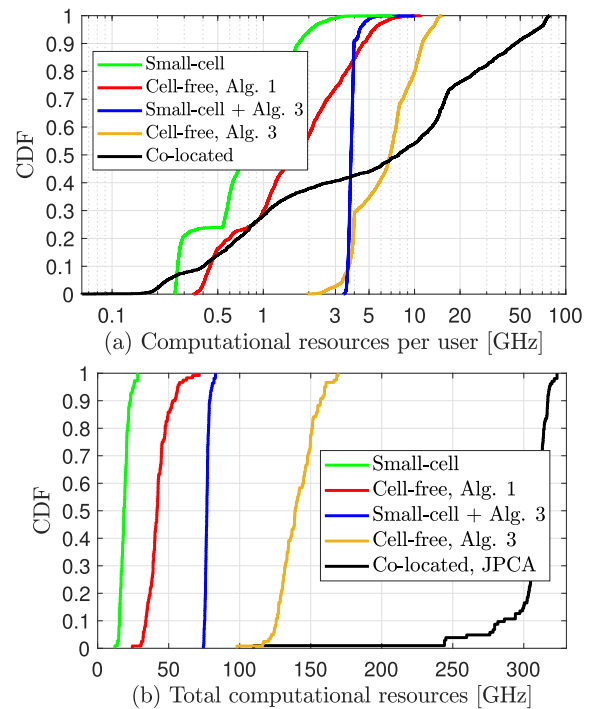 1
0.9
0.8
0.7
0.6
0.5
0.4
0.3
0.2
0.1
0
CDF
Small-cell
Cell-free, Alg. 1
Small-cell + Alg. 3
Cell-free, Alg. 3
Co-located
0.1 0.5 1 3 5 10 20 50 100
(a) Computational resources per user [GHz]
1
0.9
0.8
0.7
0.6
0.5
0.4
0.3
0.2
0.1
0
CDF
Small-cell
Cell-free, Alg. 1
Small-cell + Alg. 3
Cell-free, Alg. 3
Co-located, JPCA
0 50 100 150 200 250 300
(b) Total computational resources [GHz]